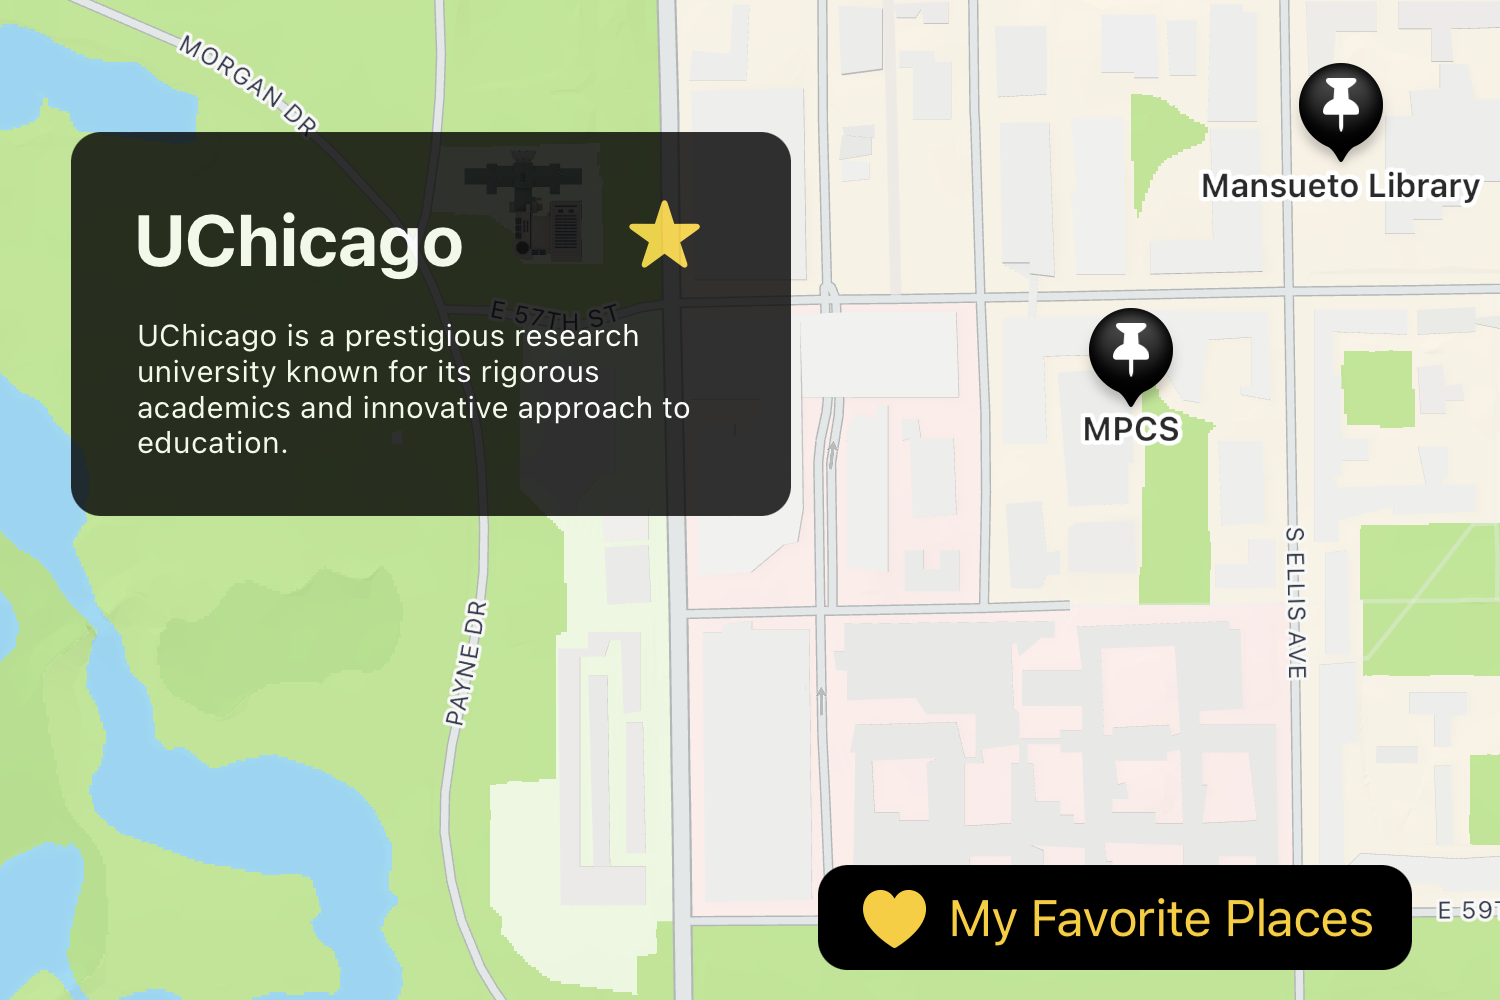 MORGAN DR
Mansueto Library
UChicago
E 57TH ST
UChicago is a prestigious research
university known for its rigorous
academics and innovative approach to
education.
MPCS
S ELLIS AVE
PAYNE DR
My Favorite Places
E 59T